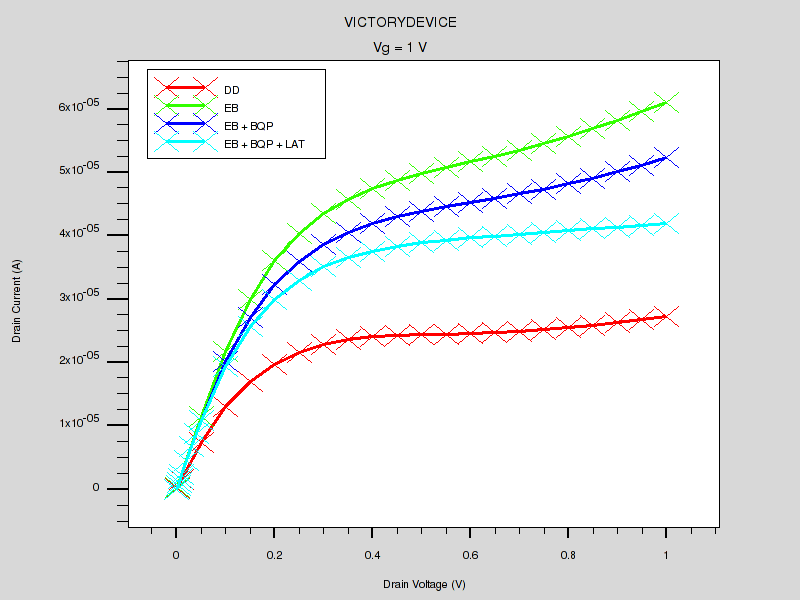 VICTORYDEVICE
Vg = 1 V
DD
EB
EB + BQP
EB + BQP + LAT
6x10-05
5x10-05
4x10-05
3x10-05
2x10-05
1x10-05
0
Drain Current (A)
0 0.2 0.4 0.6 0.8 1
Drain Voltage (V)